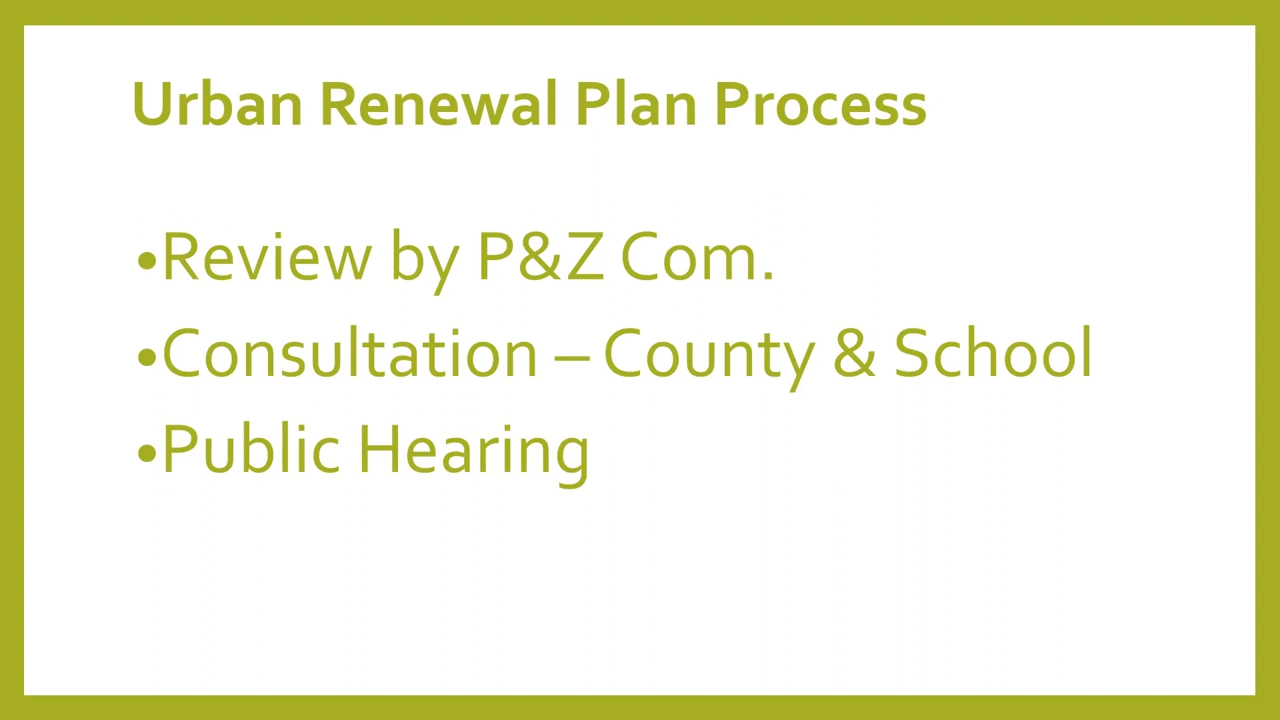 Urban Renewal Plan Process
•Review by P&Z Com.
•Consultation – County & School
•Public Hearing